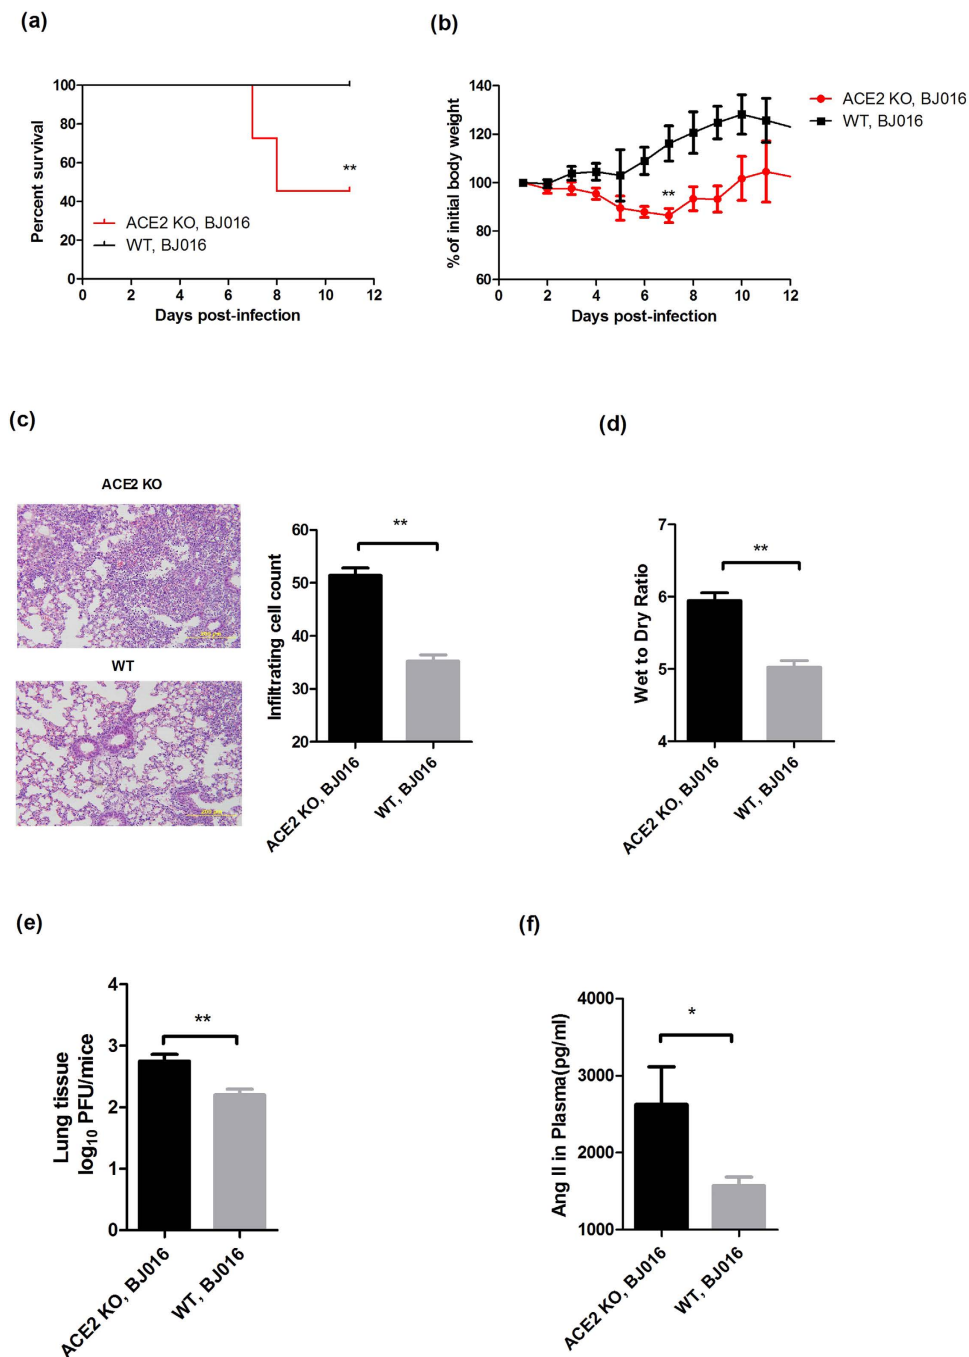 (a)
100
80
60
40
20
0
Percent survival
**
ACE2 KO, BJ016
WT, BJ016
0 2 4 6 8 10 12
Days post-infection
(b)
140
120
100
80
60
% of initial body weight
**
ACE2 KO, BJ016
WT, BJ016
0 2 4 6 8 10 12
Days post-infection
(c)
ACE2 KO
WT
60
50
40
30
20
Infiltrating cell count
**
ACE2 KO, BJ016
WT, BJ016
(d)
7
6
5
4
Wet to Dry Ratio
**
ACE2 KO, BJ016
WT, BJ016
(e)
4
3
2
1
0
Lung tissue
log10 PFU/mice
**
ACE2 KO, BJ016
WT, BJ016
(f)
4000
3000
2000
1000
Ang II in Plasma(pg/ml)
*
ACE2 KO, BJ016
WT, BJ016